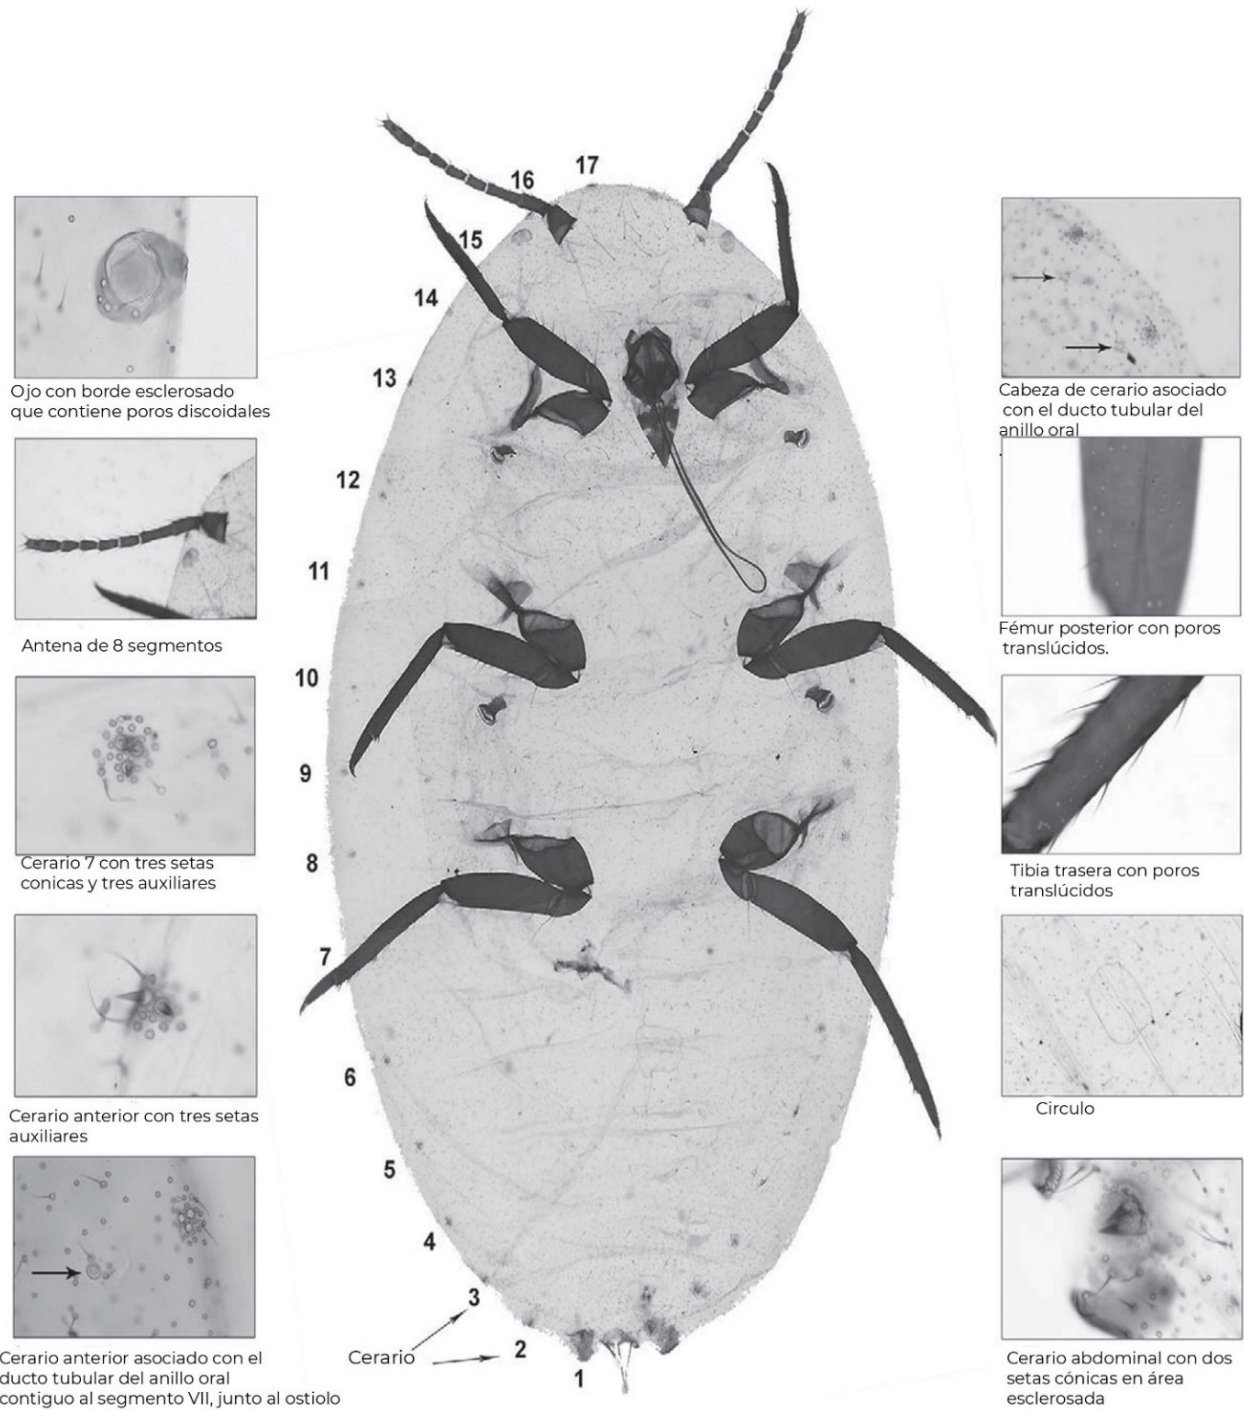 17
16
15
14
13
12
11
10
9
8
7
6
5
4
3
2
1
Cerario
Ojo con borde esclerosado
que contiene poros discoidales
Antena de 8 segmentos
Cerario 7 con tres setas
conicas y tres auxiliares
Cerario anterior con tres setas
auxiliares
Cerario anterior asociado con el
ducto tubular del anillo oral
contiguo al segmento VII, junto al ostiolo
Cabeza de cerario asociado
con el ducto tubular del
anillo oral
.
Fémur posterior con poros
translúcidos.
Tibia trasera con poros
translúcidos
Circulo
Cerario abdominal con dos
setas cónicas en área
esclerosada